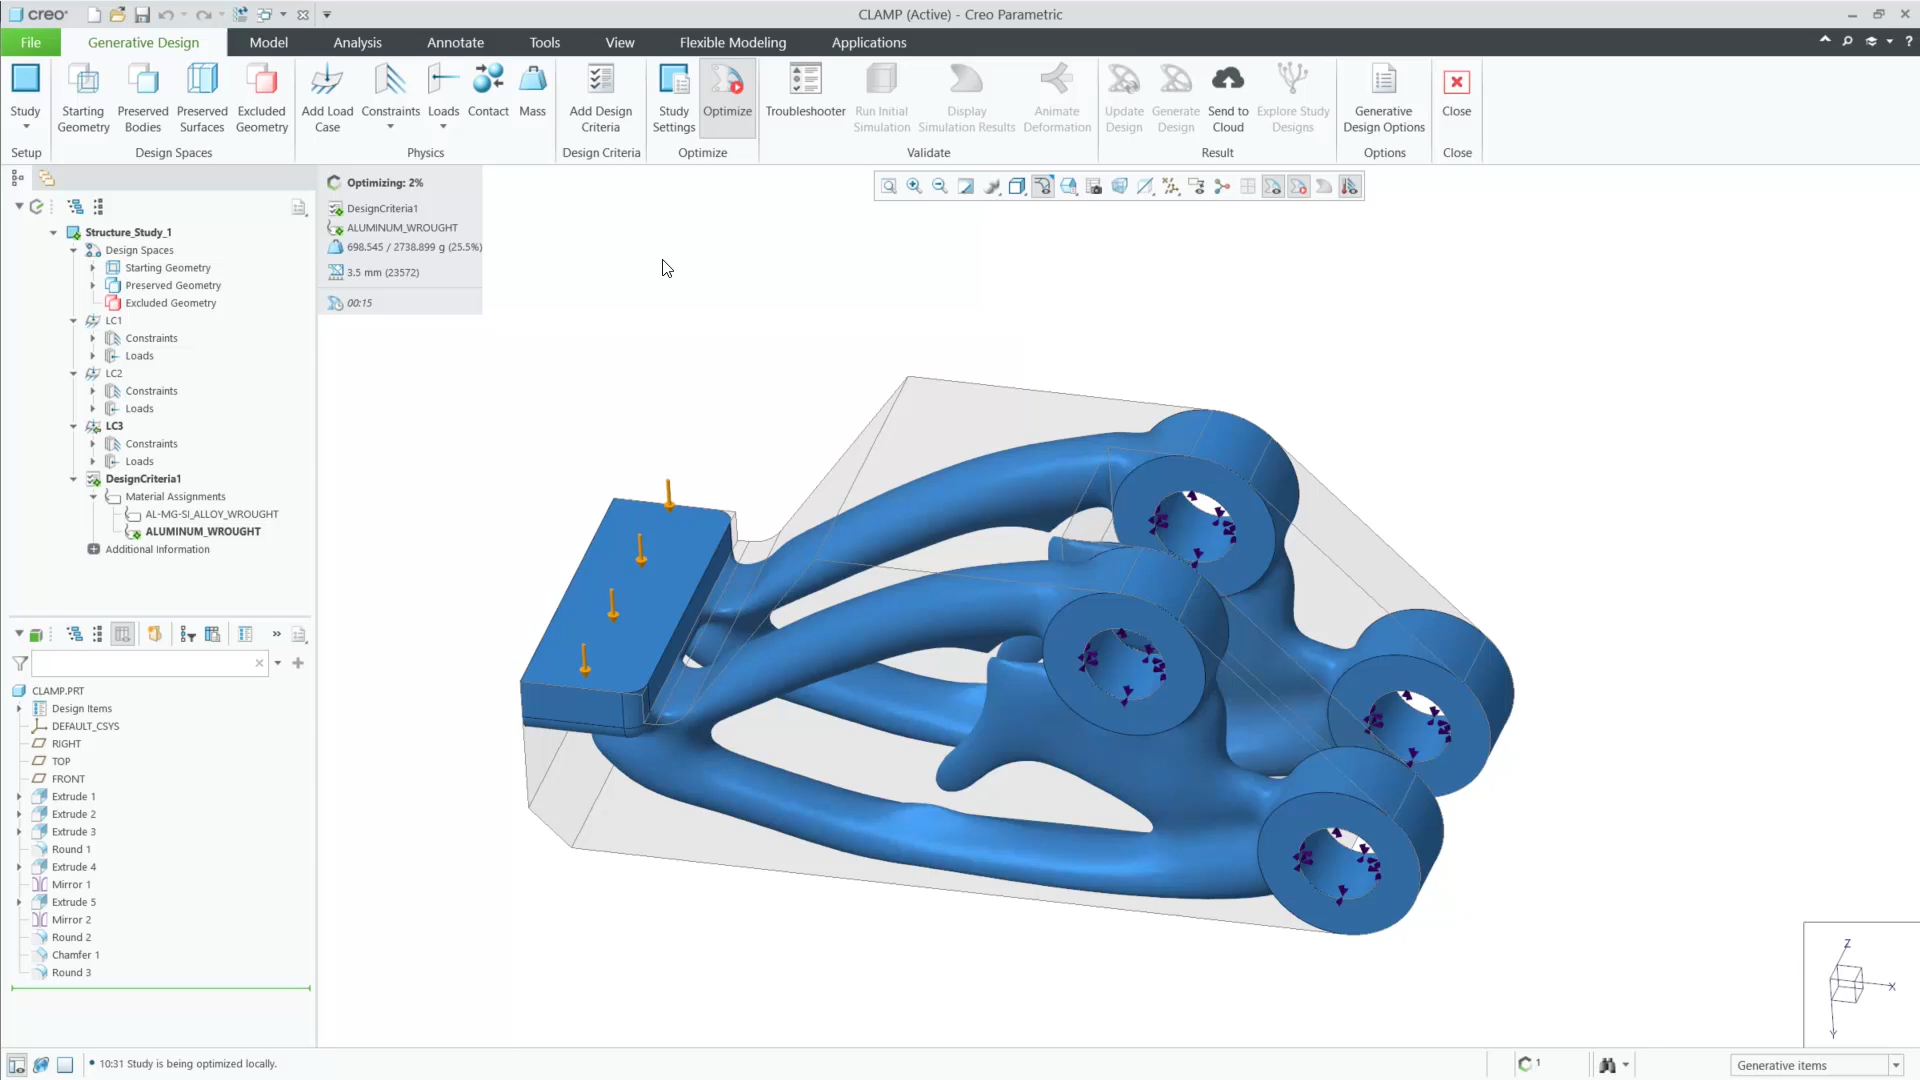 creo
CLAMP (Active) - Creo Parametric
File
Generative Design
Model
Analysis
Annotate
Tools
View
Flexible Modeling
Applications
?
Study
Starting
Geometry
Preserved
Bodies
Preserved
Surfaces
Excluded
Geometry
Add Load
Case
Constraints
Loads
Contact
Mass
Add Design
Criteria
Study
Settings
Optimize
Troubleshooter
Run Initial
Simulation
Display
Simulation Results
Animate
Deformation
Update
Design
Generate
Design
Send to
Cloud
Explore Study
Designs
Generative
Design Options
Close
Setup
Design Spaces
Physics
Design Criteria
Optimize
Validate
Result
Options
Close
Optimizing: 2%
DesignCriteria1
ALUMINUM_WROUGHT
698.545 / 2738.899 g (25.5%)
3.5 mm (23572)
00:15
Structure_Study_1
Design Spaces
Starting Geometry
Preserved Geometry
Excluded Geometry
LC1
Constraints
Loads
LC2
Constraints
Loads
LC3
Constraints
Loads
DesignCriteria1
Material Assignments
AL-MG-SI_ALLOY_WROUGHT
ALUMINUM_WROUGHT
Additional Information
CLAMP.PRT
Design Items
DEFAULT_CSYS
RIGHT
TOP
FRONT
Extrude 1
Extrude 2
Extrude 3
Round 1
Extrude 4
Mirror 1
Extrude 5
Mirror 2
Round 2
Chamfer 1
Round 3
Z
X
Y
10:31 Study is being optimized locally.
1
Generative items